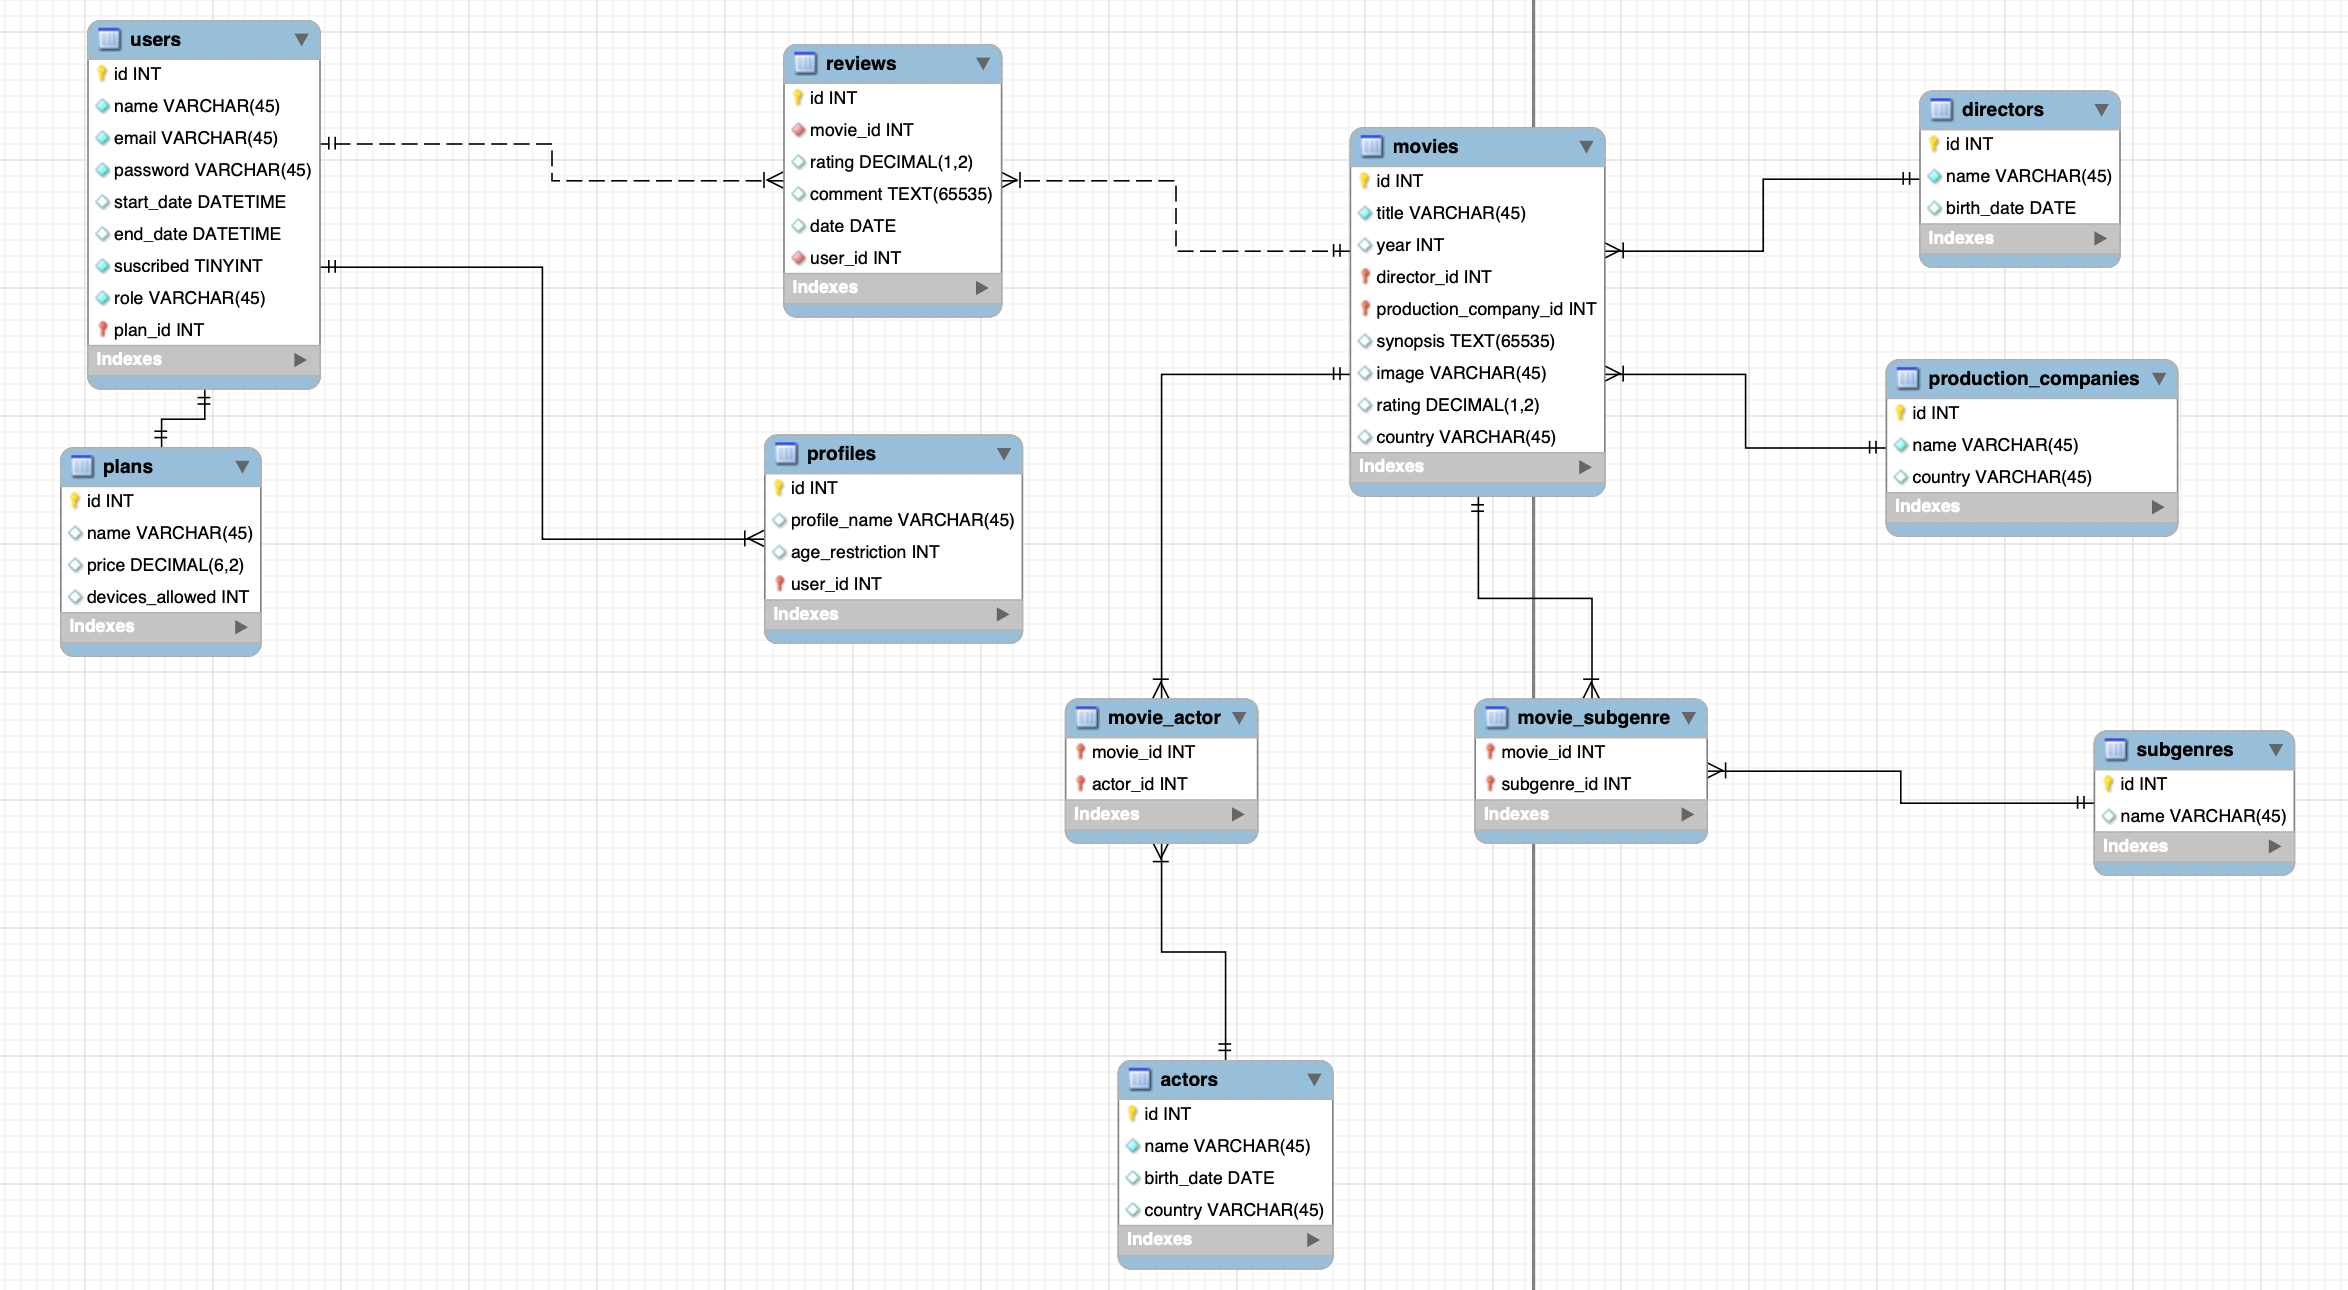 users
id INT
name VARCHAR(45)
email VARCHAR(45)
password VARCHAR(45)
start_date DATETIME
end_date DATETIME
suscribed TINYINT
role VARCHAR(45)
plan_id INT
Indexes
plans
id INT
name VARCHAR(45)
price DECIMAL(6,2)
devices_allowed INT
Indexes
reviews
id INT
movie_id INT
rating DECIMAL(1,2)
comment TEXT(65535)
date DATE
user_id INT
Indexes
profiles
id INT
profile_name VARCHAR(45)
age_restriction INT
user_id INT
Indexes
movies
id INT
title VARCHAR(45)
year INT
director_id INT
production_company_id INT
synopsis TEXT(65535)
image VARCHAR(45)
rating DECIMAL(1,2)
country VARCHAR(45)
Indexes
directors
id INT
name VARCHAR(45)
birth_date DATE
Indexes
production_companies
id INT
name VARCHAR(45)
country VARCHAR(45)
Indexes
movie_actor
movie_id INT
actor_id INT
Indexes
movie_subgenre
movie_id INT
subgenre_id INT
Indexes
subgenres
id INT
name VARCHAR(45)
Indexes
actors
id INT
name VARCHAR(45)
birth_date DATE
country VARCHAR(45)
Indexes